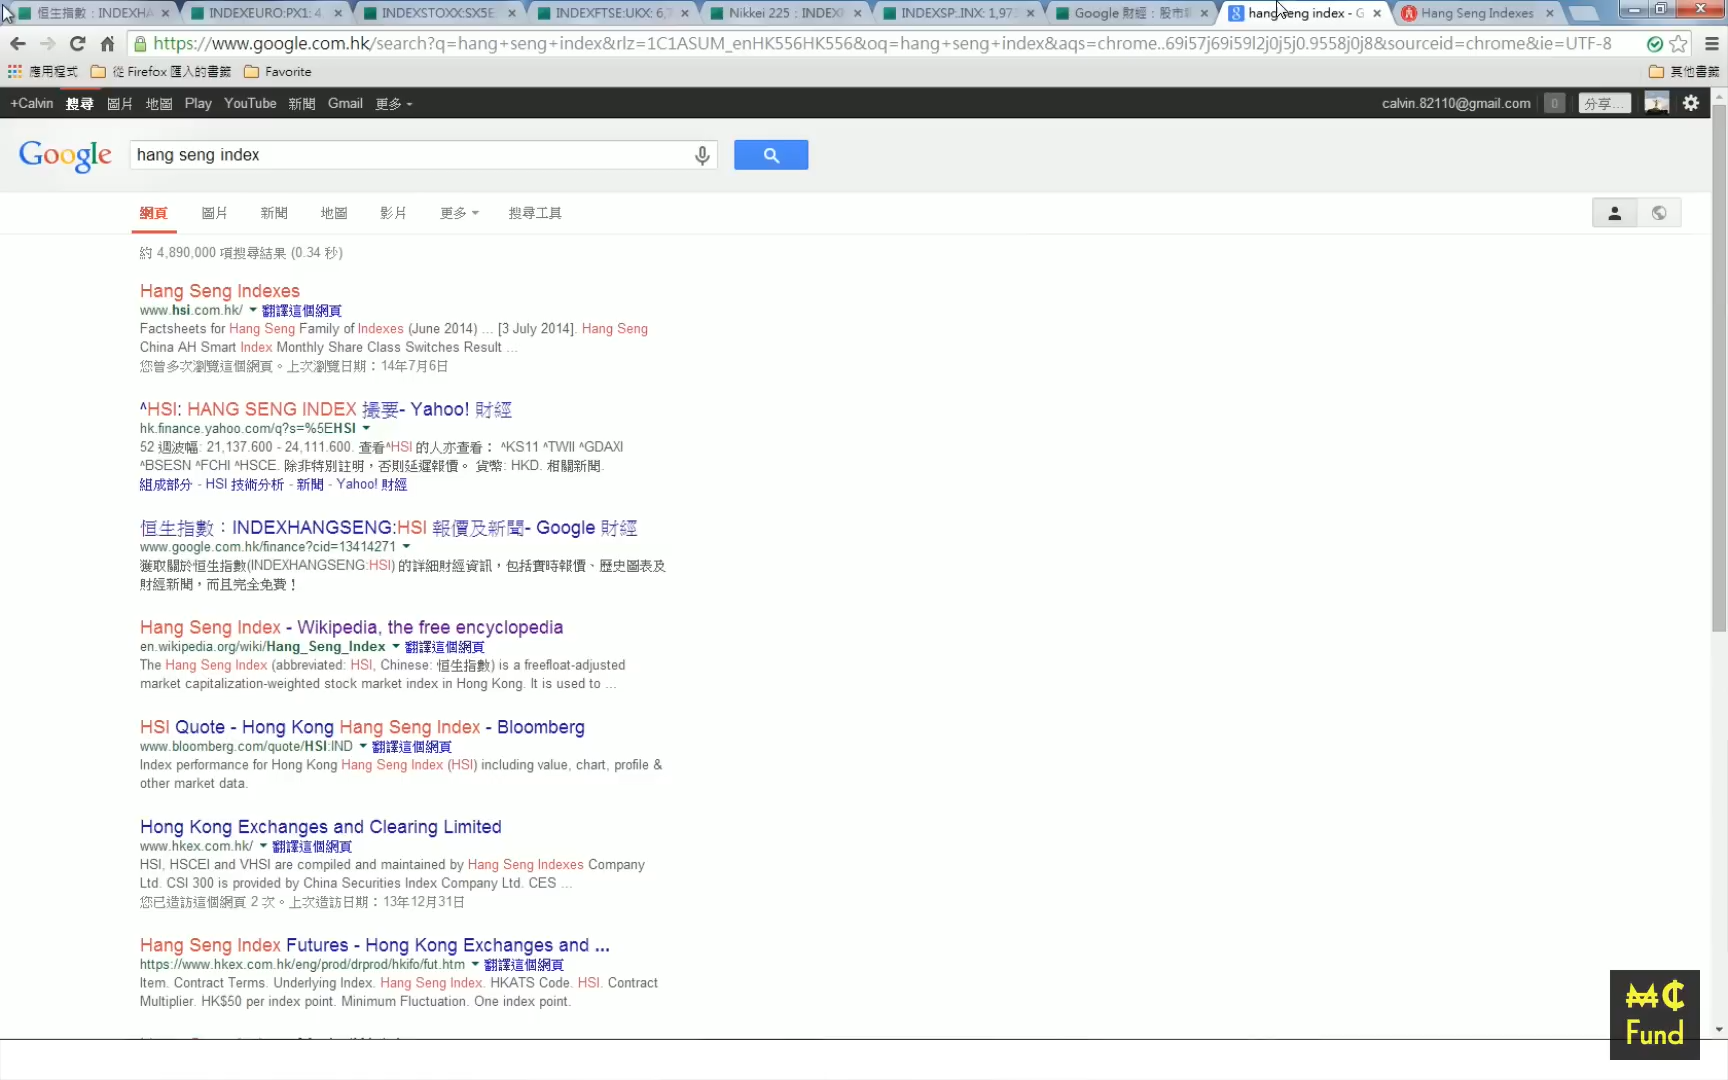 恒生指數：INDEXHA
INDEXEURO:PX1: 4,
INDEXSTOXX:SX5E
INDEXFTSE:UKX: 6,7
Nikkei 225：INDEX
INDEXSP:.INX: 1,97
Google 財經：股市
hang seng index - G
Hang Seng Indexes
https://www.google.com.hk/search?q=hang+seng+index&rlz=1C1ASUM_enHK556HK556&oq=hang+seng+index&aqs=chrome..69i57j69i59l2j0j5j0.9558j0j8&sourceid=chrome&ie=UTF-8
應用程式
從 Firefox 匯入的書籤
Favorite
其他書籤
+Calvin 搜尋 圖片 地圖 Play YouTube 新聞 Gmail 更多
calvin.82110@gmail.com 0 分享...
Google
hang seng index
網頁 圖片 新聞 地圖 影片 更多 搜尋工具
約 4,890,000 項搜尋結果 (0.34 秒)
Hang Seng Indexes
www.hsi.com.hk/ 翻譯這個網頁
Factsheets for Hang Seng Family of Indexes (June 2014) ... [3 July 2014]. Hang Seng
China AH Smart Index Monthly Share Class Switches Result ...
您曾多次瀏覽這個網頁。上次瀏覽日期：14年7月6日
^HSI: HANG SENG INDEX 撮要- Yahoo! 財經
hk.finance.yahoo.com/q?s=%5EHSI
52 週波幅: 21,137.600 - 24,111.600. 查看^HSI 的人亦查看： ^KS11 ^TWII ^GDAXI
^BSESN ^FCHI ^HSCE. 除非特別註明，否則延遲報價。 貨幣: HKD. 相關新聞.
組成部分 - HSI 技術分析 - 新聞 - Yahoo! 財經
恒生指數：INDEXHANGSENG:HSI 報價及新聞- Google 財經
www.google.com.hk/finance?cid=13414271
獲取關於恒生指數(INDEXHANGSENG:HSI) 的詳細財經資訊，包括實時報價、歷史圖表及
財經新聞，而且完全免費！
Hang Seng Index - Wikipedia, the free encyclopedia
en.wikipedia.org/wiki/Hang_Seng_Index 翻譯這個網頁
The Hang Seng Index (abbreviated: HSI, Chinese: 恒生指數) is a freefloat-adjusted
market capitalization-weighted stock market index in Hong Kong. It is used to ...
HSI Quote - Hong Kong Hang Seng Index - Bloomberg
www.bloomberg.com/quote/HSI:IND 翻譯這個網頁
Index performance for Hong Kong Hang Seng Index (HSI) including value, chart, profile &
other market data.
Hong Kong Exchanges and Clearing Limited
www.hkex.com.hk/ 翻譯這個網頁
HSI, HSCEI and VHSI are compiled and maintained by Hang Seng Indexes Company
Ltd. CSI 300 is provided by China Securities Index Company Ltd. CES ...
您已造訪這個網頁 2 次。上次造訪日期：13年12月31日
Hang Seng Index Futures - Hong Kong Exchanges and ...
https://www.hkex.com.hk/eng/prod/drprod/hkifo/fut.htm 翻譯這個網頁
Item. Contract Terms. Underlying Index. Hang Seng Index. HKATS Code. HSI. Contract
Multiplier. HK$50 per index point. Minimum Fluctuation. One index point.
M₵
Fund